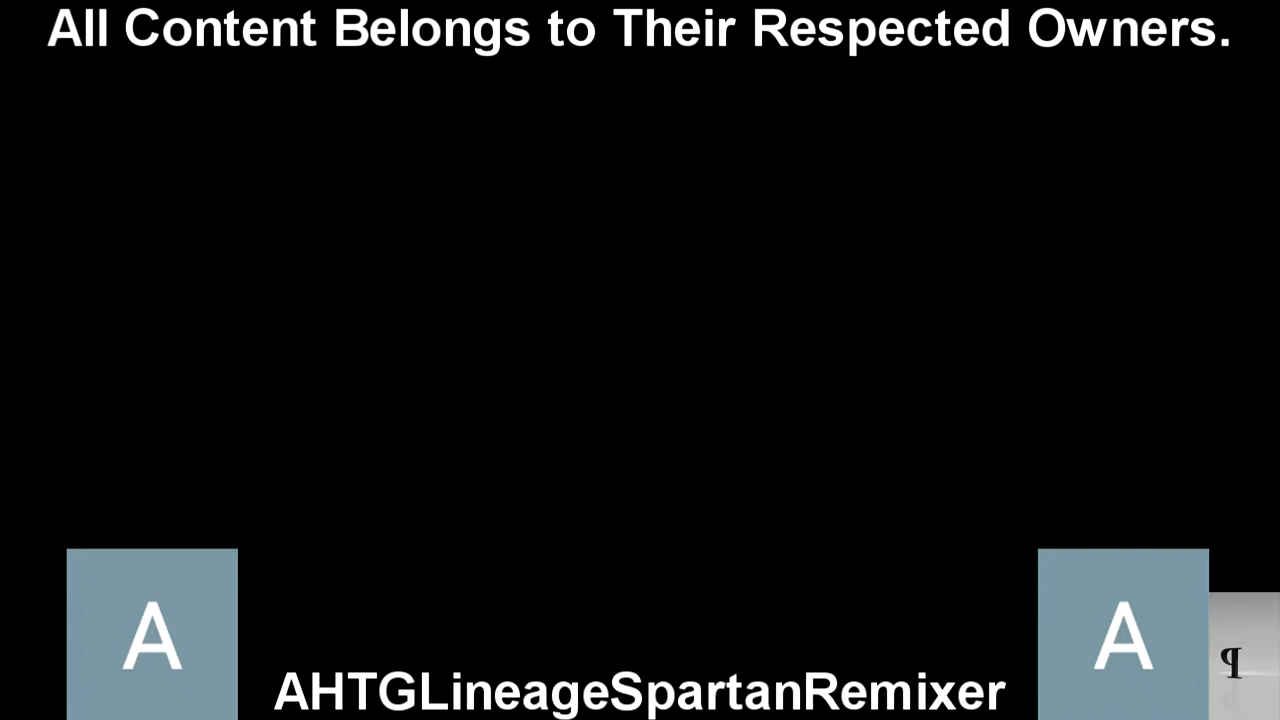 All Content Belongs to Their Respected Owners.
A
A
¶
AHTGLineageSpartanRemixer